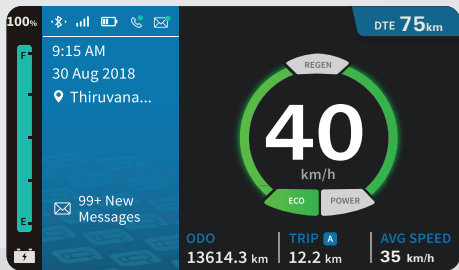 100%
DTE 75km
9:15 AM
30 Aug 2018
Thiruvana...
F
REGEN
40
km/h
ECO
POWER
99+ New
Messages
E
ODO
13614.3 km
TRIP A
12.2 km
AVG SPEED
35 km/h